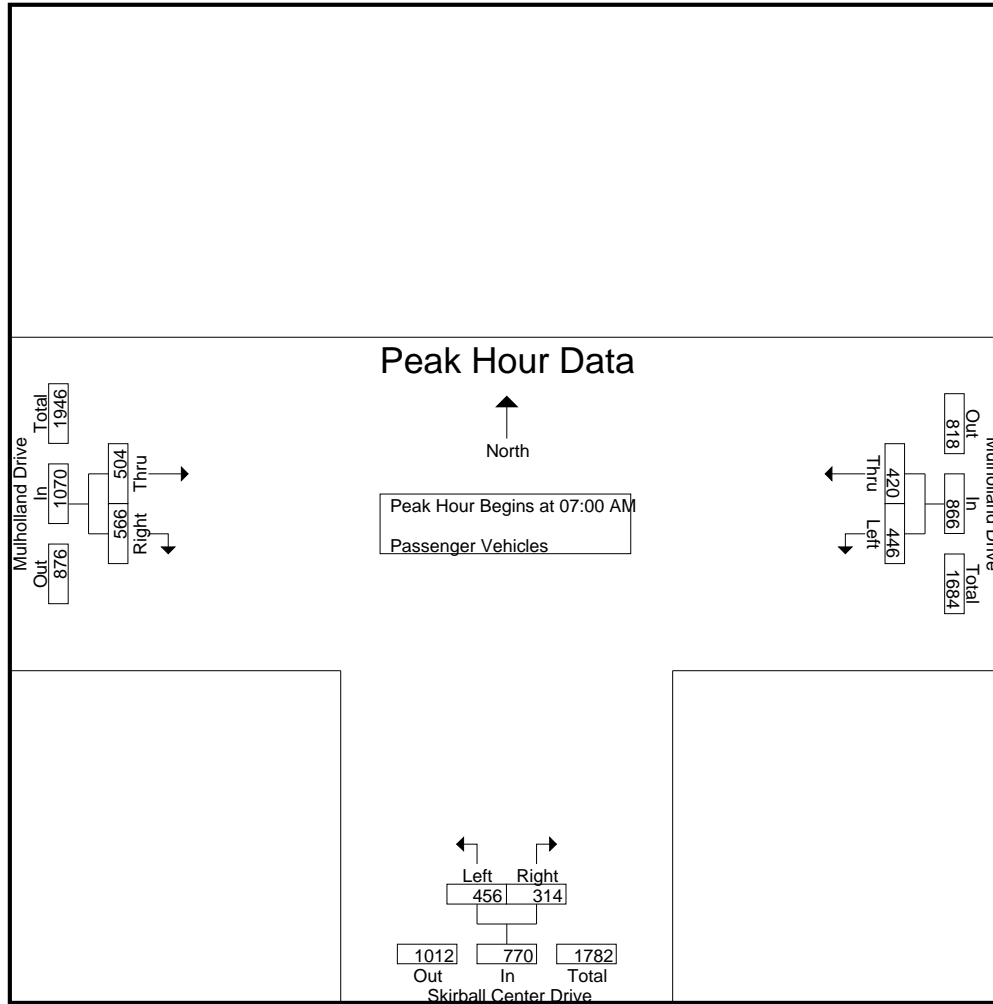 Peak Hour Data
North
Peak Hour Begins at 07:00 AM
Passenger Vehicles
Mulholland Drive
Out In Total
876 1070 1946
566 504
Right Thru
Mulholland Drive
Out In Total
818 866 1684
420 446
Thru Left
Left Right
456 314
1012 770 1782
Out In Total
Skirball Center Drive